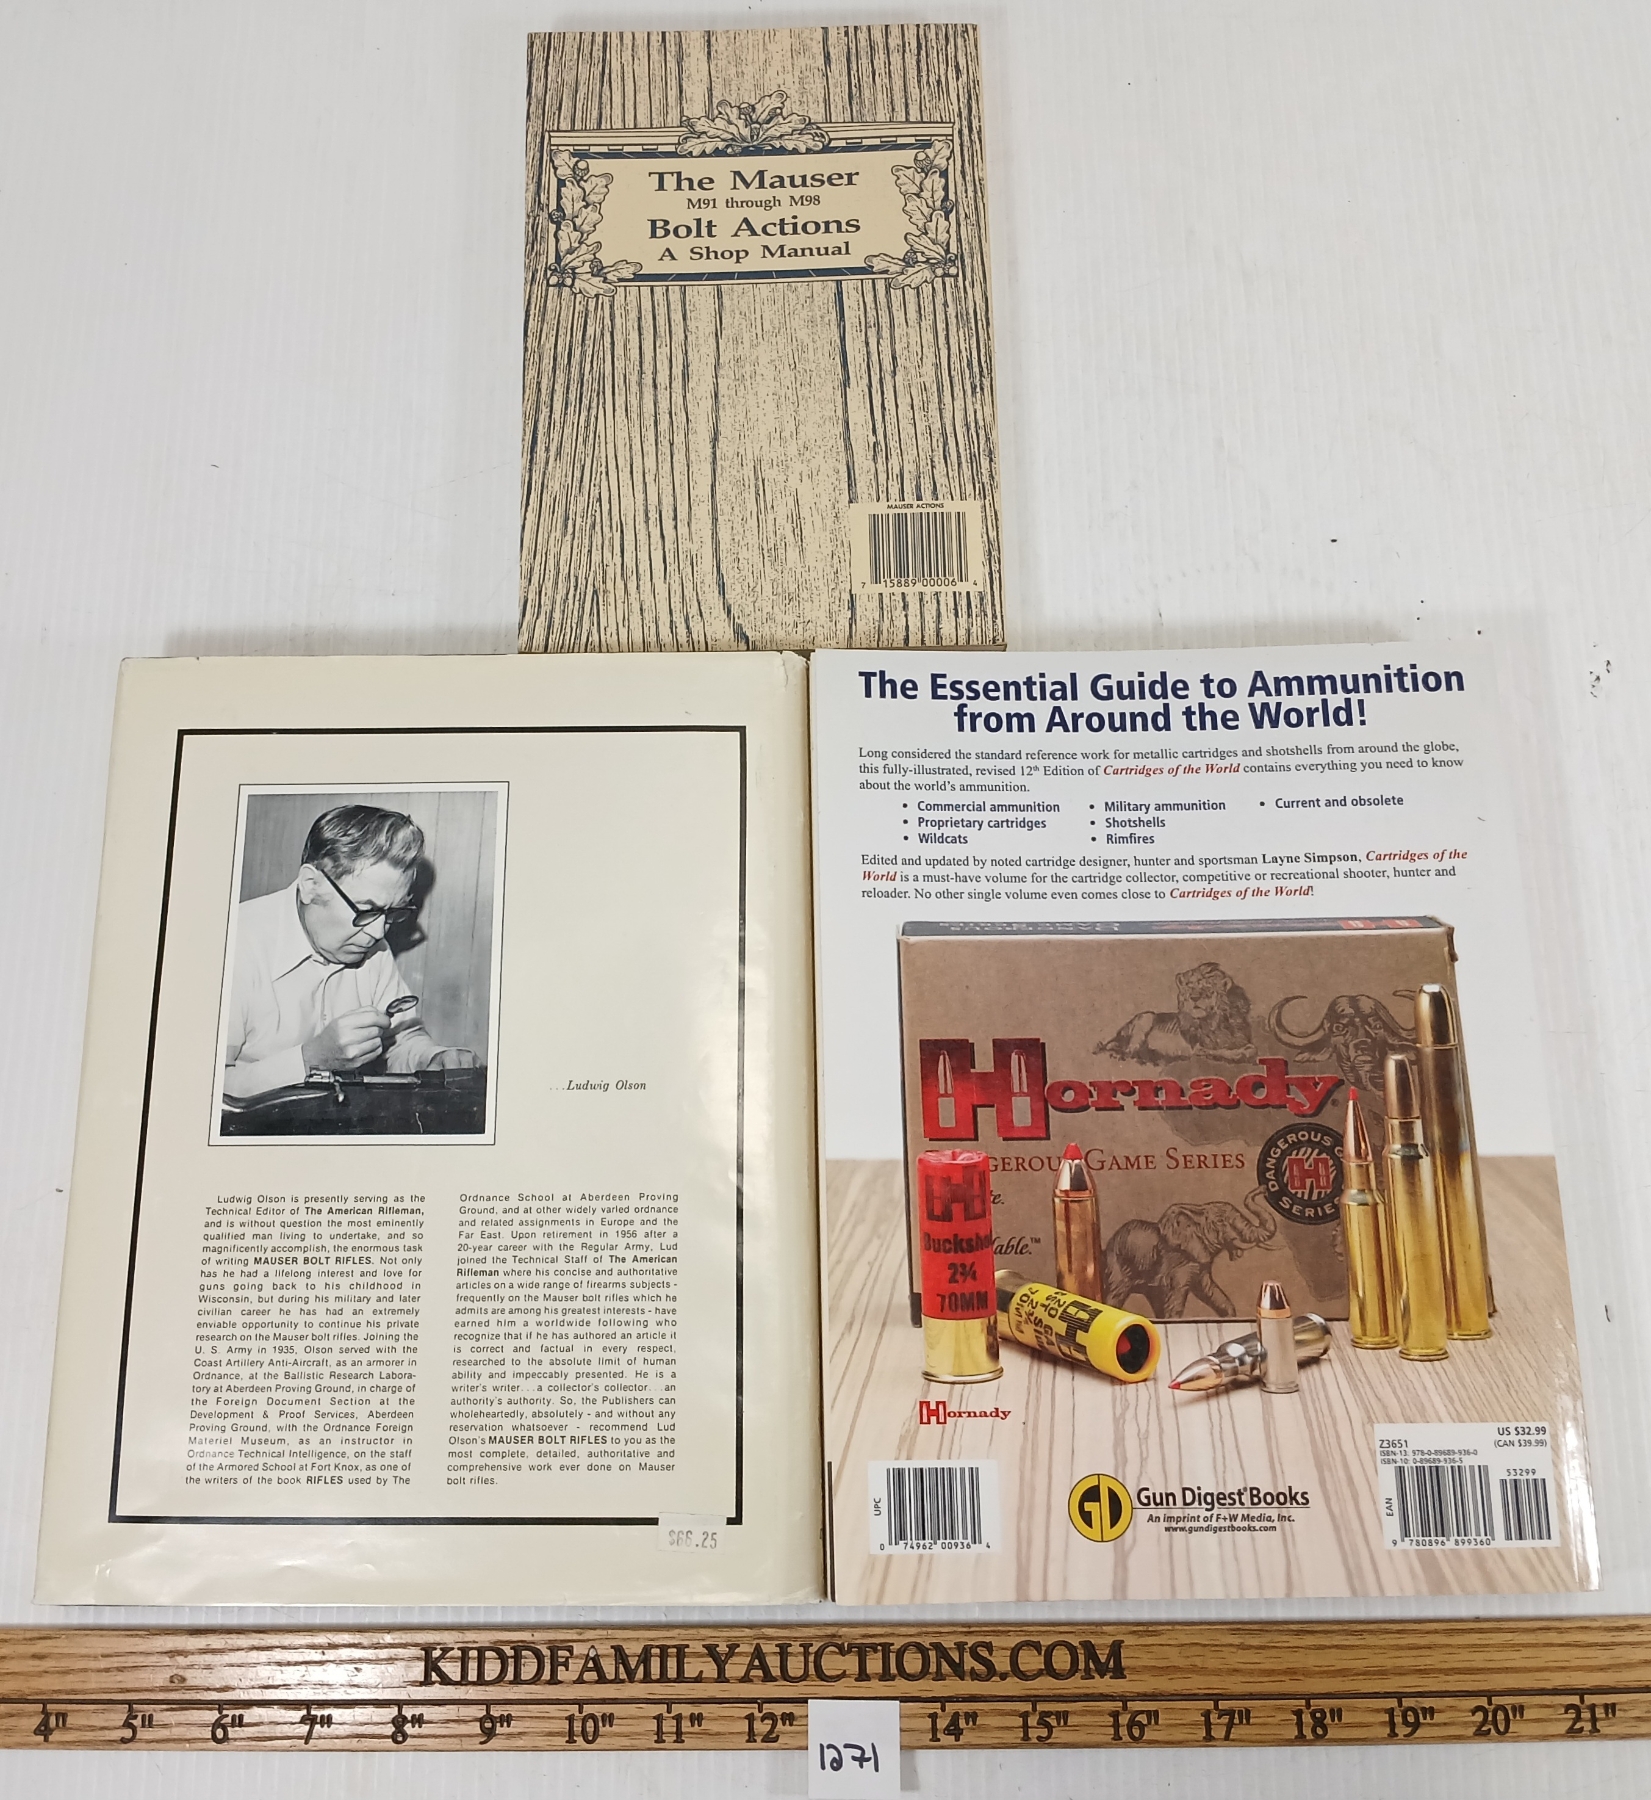 The Mauser
M91 through M98
Bolt Actions
A Shop Manual
MAUSER ACTIONS
7 15889 00006 4
...Ludwig Olson
Ludwig Olson is presently serving as the
Technical Editor of The American Rifleman,
and is without question the most eminently
qualified man living to undertake, and so
magnificently accomplish, the enormous task
of writing MAUSER BOLT RIFLES. Not only
has he had a lifelong interest and love for
guns going back to his childhood in
Wisconsin, but during his military and later
civilian career he has had an extremely
enviable opportunity to continue his private
research on the Mauser bolt rifles. Joining the
U. S. Army in 1935, Olson served with the
Coast Artillery Anti-Aircraft, as an armorer in
Ordnance, at the Ballistic Research Labora-
tory at Aberdeen Proving Ground, in charge of
the Foreign Document Section at the
Development & Proof Services, Aberdeen
Proving Ground, with the Ordnance Foreign
Materiel Museum, as an instructor in
Ordnance Technical Intelligence, on the staff
of the Armored School at Fort Knox, as one of
the writers of the book RIFLES used by The
Ordnance School at Aberdeen Proving
Ground, and at other widely varied ordnance
and related assignments in Europe and the
Far East. Upon retirement in 1956 after a
20-year career with the Regular Army, Lud
joined the Technical Staff of The American
Rifleman where his concise and authoritative
articles on a wide range of firearms subjects -
frequently on the Mauser bolt rifles which he
admits are among his greatest interests - have
earned him a worldwide following who
recognize that if he has authored an article it
is correct and factual in every respect,
researched to the absolute limit of human
ability and impeccably presented. He is a
writer's writer...a collector's collector...an
authority's authority. So, the Publishers can
wholeheartedly, absolutely - and without any
reservation whatsoever - recommend Lud
Olson's MAUSER BOLT RIFLES to you as the
most complete, detailed, authoritative and
comprehensive work ever done on Mauser
bolt rifles.
$66.25
The Essential Guide to Ammunition
from Around the World!
Long considered the standard reference work for metallic cartridges and shotshells from around the globe,
this fully-illustrated, revised 12th Edition of Cartridges of the World contains everything you need to know
about the world's ammunition.
• Commercial ammunition • Military ammunition • Current and obsolete
• Proprietary cartridges • Shotshells
• Wildcats • Rimfires
Edited and updated by noted cartridge designer, hunter and sportsman Layne Simpson, Cartridges of the
World is a must-have volume for the cartridge collector, competitive or recreational shooter, hunter and
reloader. No other single volume even comes close to Cartridges of the World!
Hornady
GEROU GAME SERIES
DANGEROUS G
SERIE
able.™
Bucksho
2¾
70MM
Hornady
UPC
0 74962 00936 4
GD
Gun Digest® Books
An Imprint of F+W Media, Inc.
www.gundigestbooks.com
US $32.99
(CAN $39.99)
Z3651
ISBN-13: 978-0-89689-936-0
ISBN-10: 0-89689-936-5
53299
EAN
9 780896 899360
KIDDFAMILYAUCTIONS.COM
4" 5" 6" 7" 8" 9" 10" 11" 12" 14" 15" 16" 17" 18" 19" 20" 21"
1271